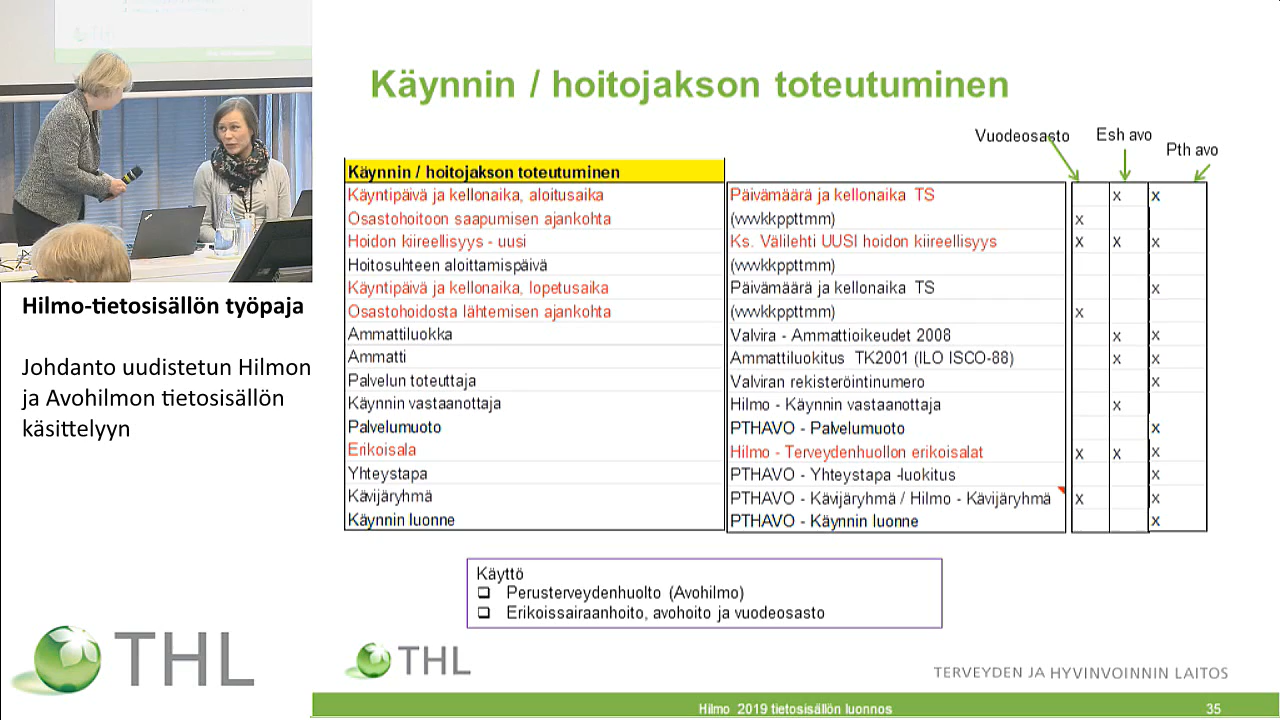 Käynnin / hoitojakson toteutuminen
Vuodeosasto
Esh avo
Pth avo
Käynnin / hoitojakson toteutuminen
Käyntipäivä ja kellonaika, aloitusaika Päivämäärä ja kellonaika TS x x
Osastohoitoon saapumisen ajankohta (vvvvkkppttmm) x
Hoidon kiireellisyys - uusi Ks. Välilehti UUSI hoidon kiireellisyys x x x
Hoitosuhteen aloittamispäivä (vvvvkkppttmm)
Käyntipäivä ja kellonaika, lopetusaika Päivämäärä ja kellonaika TS x
Osastohoidosta lähtemisen ajankohta (vvvvkkppttmm) x
Ammattiluokka Valvira - Ammattioikeudet 2008 x x
Ammatti Ammattiluokitus TK2001 (ILO ISCO-88) x x
Palvelun toteuttaja Valviran rekisteröintinumero x
Käynnin vastaanottaja Hilmo - Käynnin vastaanottaja x
Palvelumuoto PTHAVO - Palvelumuoto x
Erikoisala Hilmo - Terveydenhuollon erikoisalat x x x
Yhteystapa PTHAVO - Yhteystapa -luokitus x
Kävijäryhmä PTHAVO - Kävijäryhmä / Hilmo - Kävijäryhmä x x
Käynnin luonne PTHAVO - Käynnin luonne x
Käyttö
❑ Perusterveydenhuolto (Avohilmo)
❑ Erikoissairaanhoito, avohoito ja vuodeosasto
Hilmo-tietosisällön työpaja
Johdanto uudistetun Hilmon
ja Avohilmon tietosisällön
käsittelyyn
THL
THL
TERVEYDEN JA HYVINVOINNIN LAITOS
Hilmo 2019 tietosisällön luonnos 35